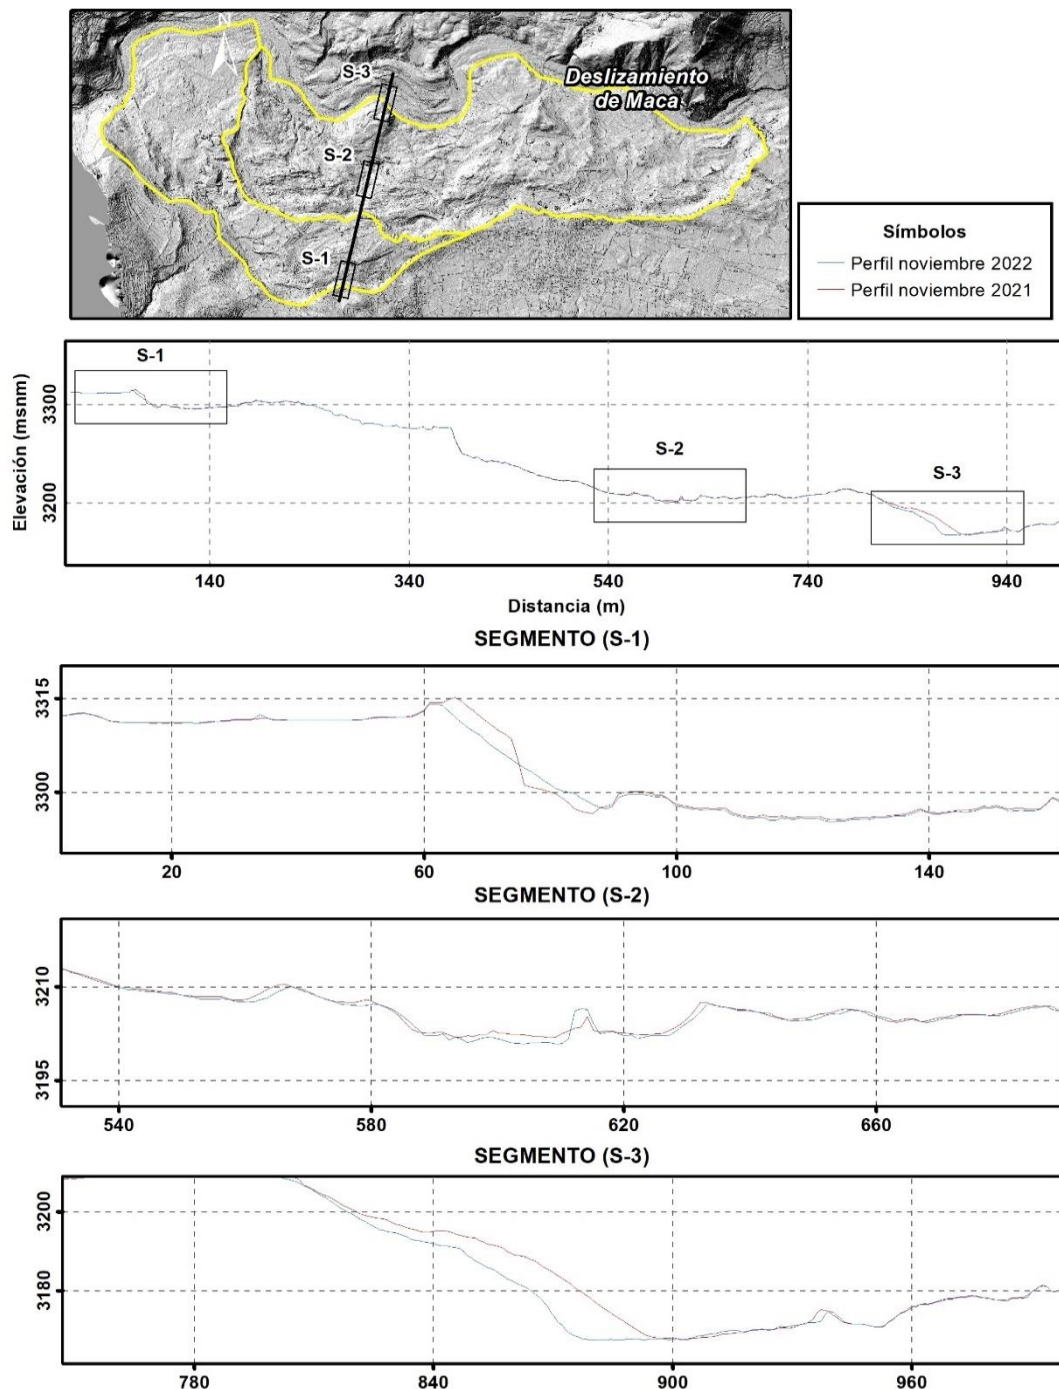 N
S-3
Deslizamiento
de Maca
S-2
S-1
Símbolos
Perfil noviembre 2022
Perfil noviembre 2021
S-1
S-2
S-3
Elevación (msnm)
3300
3200
140
340
540
740
940
Distancia (m)
SEGMENTO (S-1)
3315
3300
20
60
100
140
SEGMENTO (S-2)
3210
3195
540
580
620
660
SEGMENTO (S-3)
3200
3180
780
840
900
960